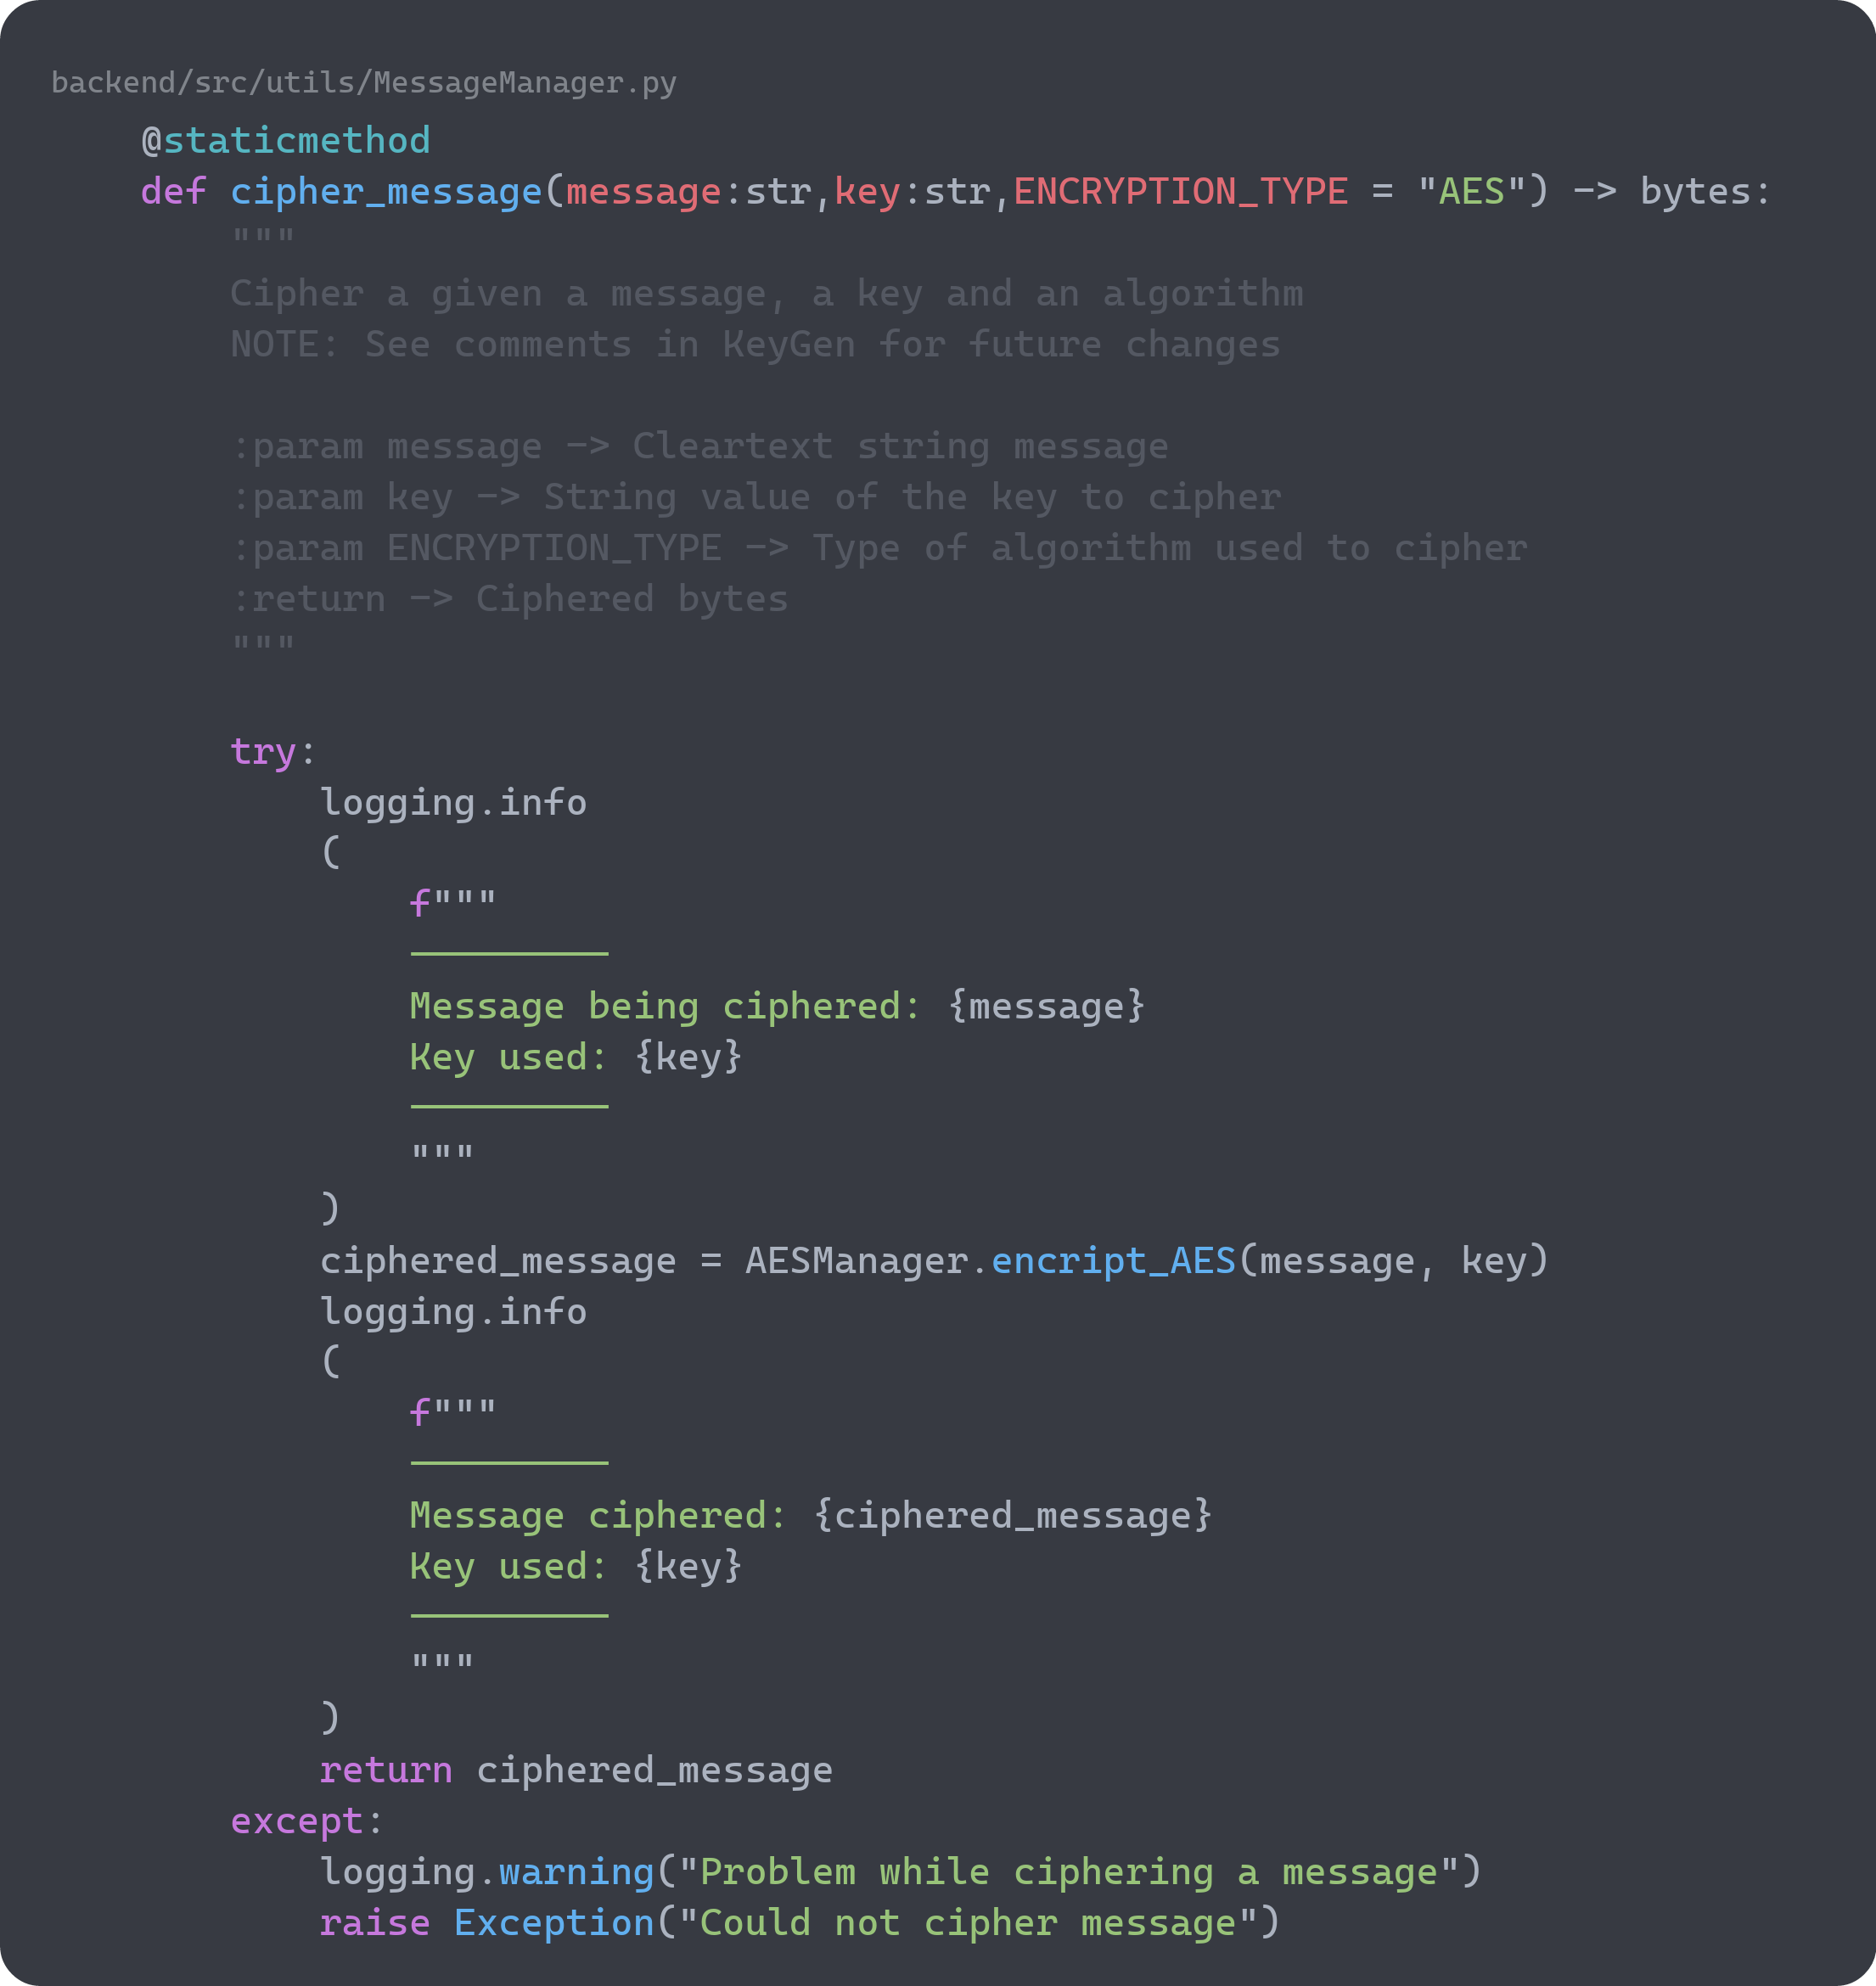 backend/src/utils/MessageManager.py
@staticmethod
def cipher_message(message:str,key:str,ENCRYPTION_TYPE = "AES") -> bytes:
"""
Cipher a given a message, a key and an algorithm
NOTE: See comments in KeyGen for future changes
:param message -> Cleartext string message
:param key -> String value of the key to cipher
:param ENCRYPTION_TYPE -> Type of algorithm used to cipher
:return -> Ciphered bytes
"""
try:
logging.info
(
f"""
---------
Message being ciphered: {message}
Key used: {key}
---------
"""
)
ciphered_message = AESManager.encript_AES(message, key)
logging.info
(
f"""
---------
Message ciphered: {ciphered_message}
Key used: {key}
---------
"""
)
return ciphered_message
except:
logging.warning("Problem while ciphering a message")
raise Exception("Could not cipher message")